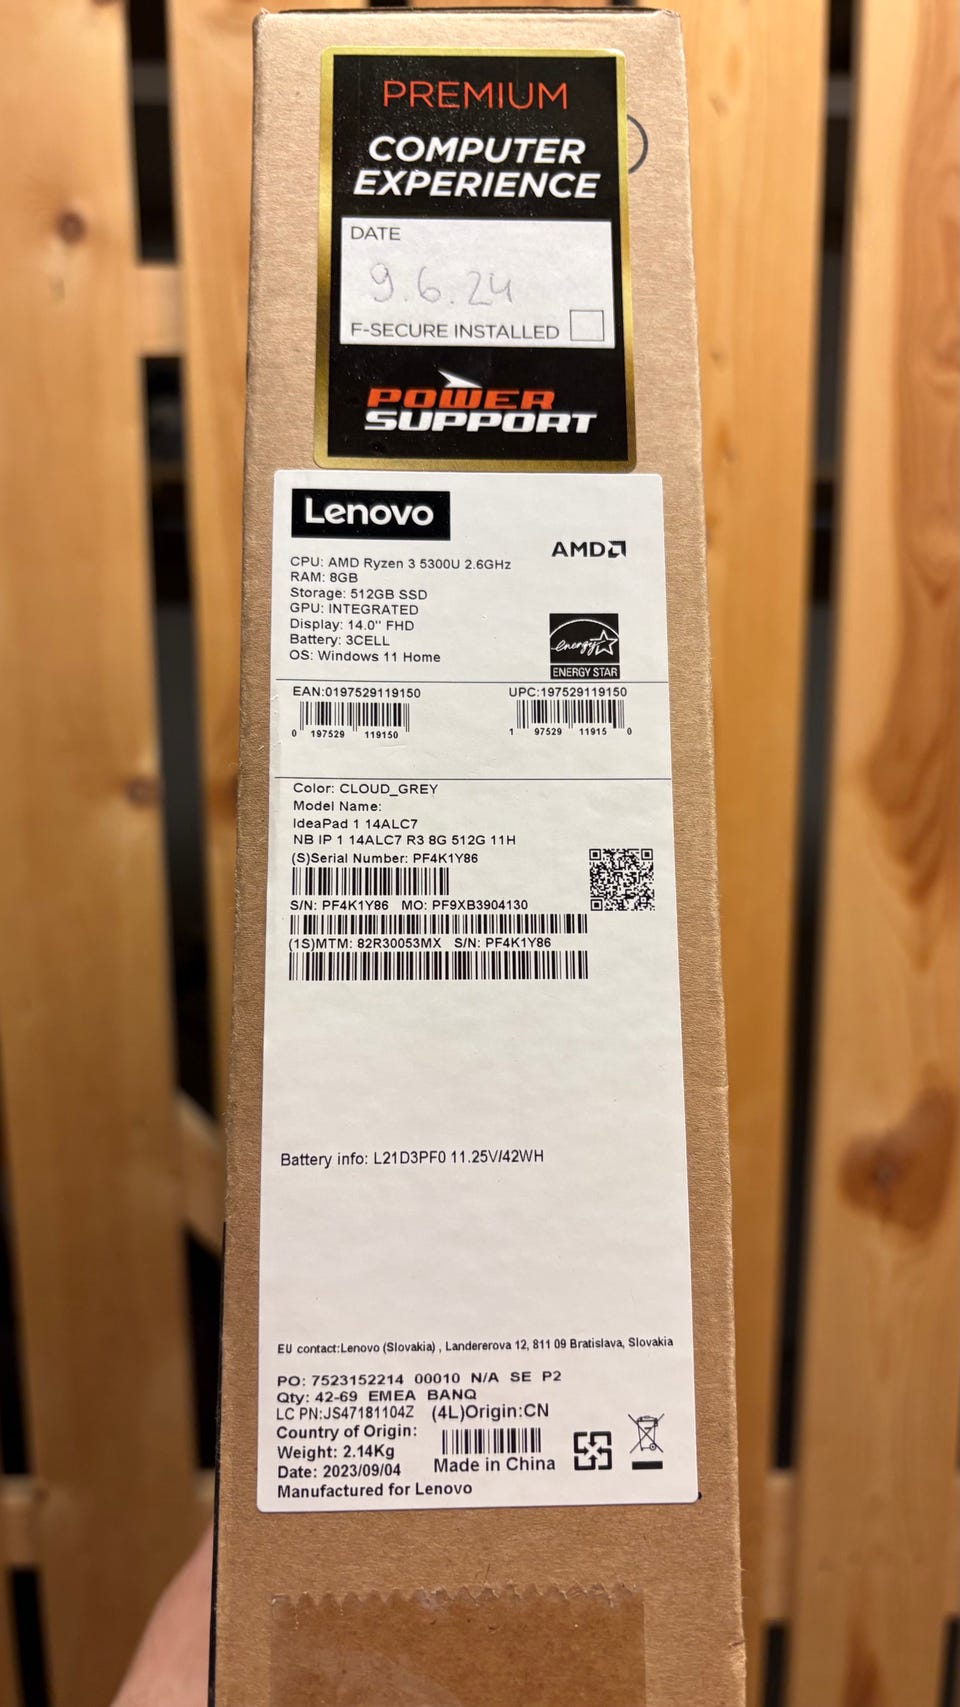 PREMIUM
COMPUTER
EXPERIENCE
DATE
9.6.24
F-SECURE INSTALLED
POWER
SUPPORT
Lenovo
AMD
CPU: AMD Ryzen 3 5300U 2.6GHz
RAM: 8GB
Storage: 512GB SSD
GPU: INTEGRATED
Display: 14.0'' FHD
Battery: 3CELL
OS: Windows 11 Home
energy
ENERGY STAR
EAN:0197529119150 UPC:197529119150
0 197529 119150 1 97529 11915 0
Color: CLOUD_GREY
Model Name:
IdeaPad 1 14ALC7
NB IP 1 14ALC7 R3 8G 512G 11H
(S)Serial Number: PF4K1Y86
S/N: PF4K1Y86 MO: PF9XB3904130
(1S)MTM: 82R30053MX S/N: PF4K1Y86
Battery info: L21D3PF0 11.25V/42WH
EU contact:Lenovo (Slovakia) , Landererova 12, 811 09 Bratislava, Slovakia
PO: 7523152214 00010 N/A SE P2
Qty: 42-69 EMEA BANQ
LC PN:JS47181104Z (4L)Origin:CN
Country of Origin:
Weight: 2.14Kg
Made in China
Date: 2023/09/04
Manufactured for Lenovo